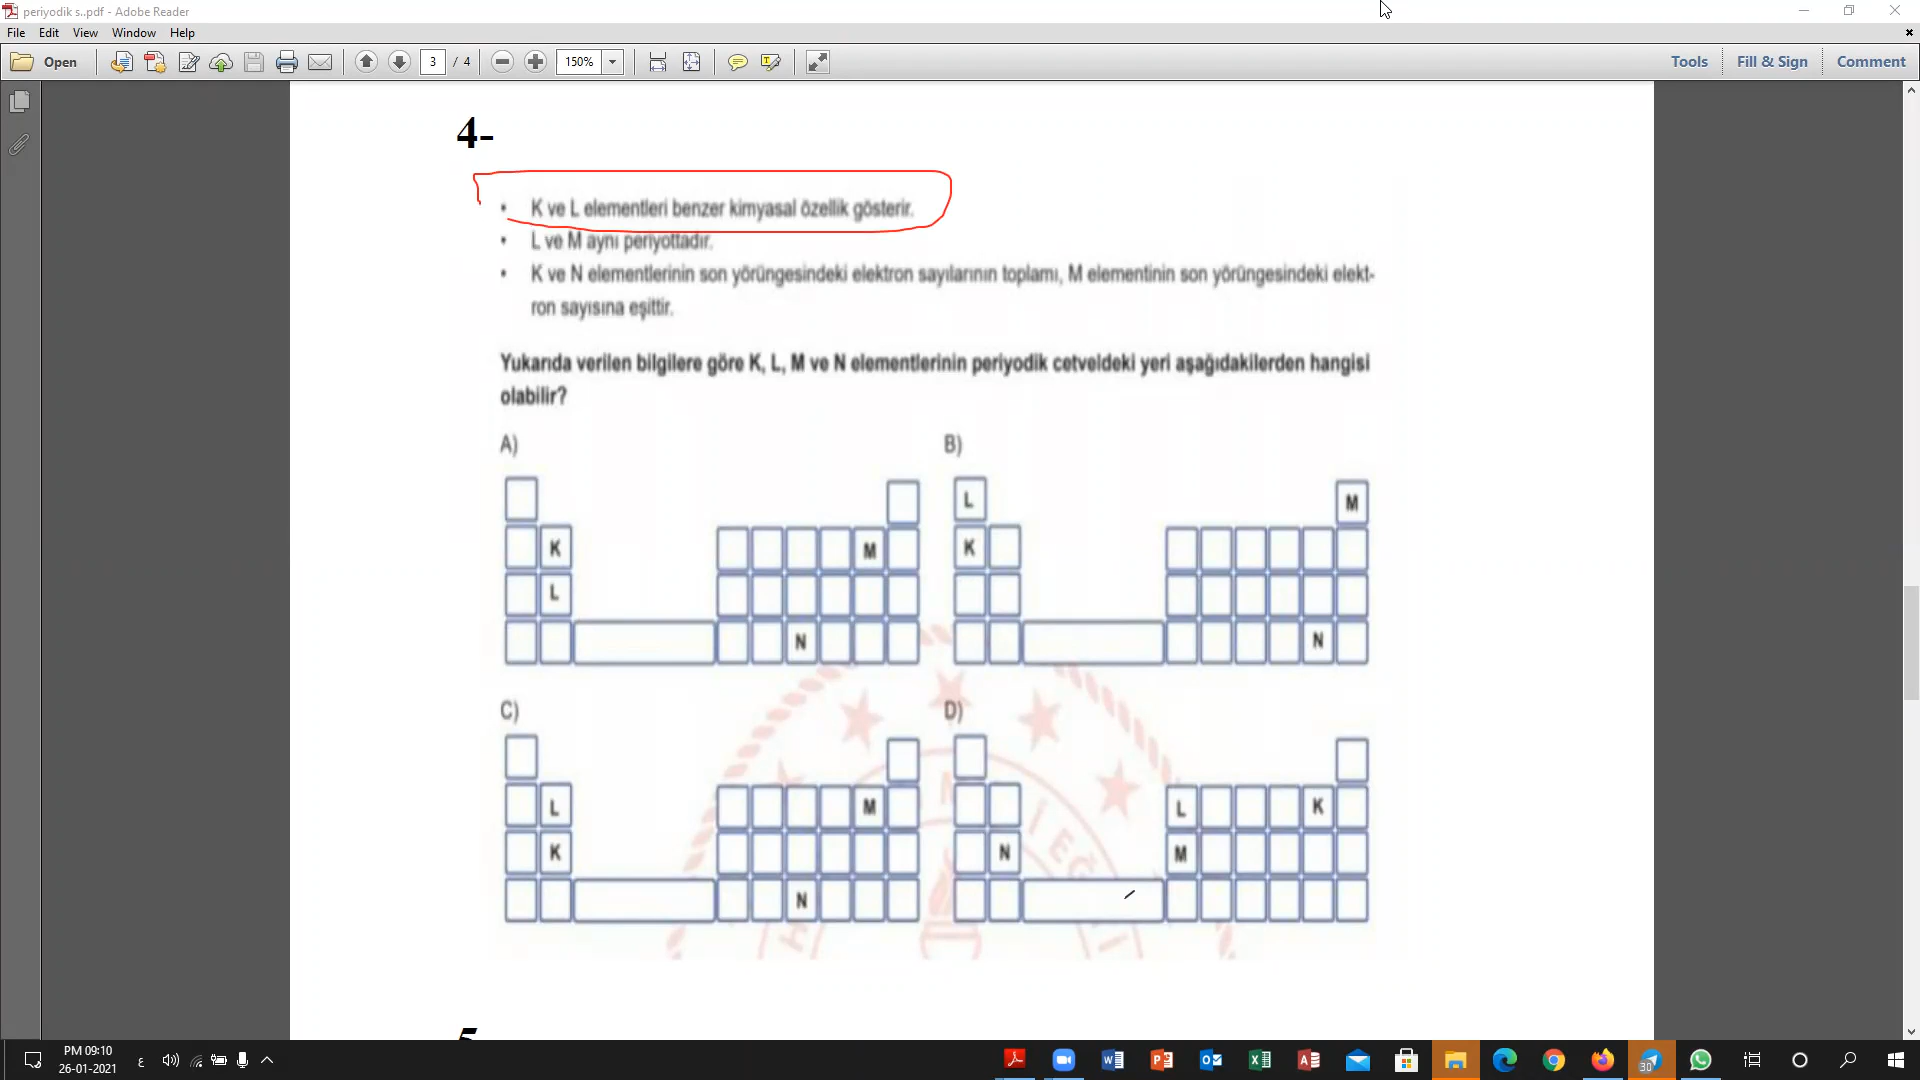 periyodik s..pdf - Adobe Reader
File Edit View Window Help
Open 3 / 4 150% Tools Fill & Sign Comment
4-
• K ve L elementleri benzer kimyasal özellik gösterir.
• L ve M aynı periyottadır.
• K ve N elementlerinin son yörüngesindeki elektron sayılarının toplamı, M elementinin son yörüngesindeki elekt-
ron sayısına eşittir.
Yukarıda verilen bilgilere göre K, L, M ve N elementlerinin periyodik cetveldeki yeri aşağıdakilerden hangisi
olabilir?
A)
K M
L
N
B)
L M
K
N
C)
L M
K
N
D)
L K
N M
5
PM 09:10
26-01-2021
ع
30